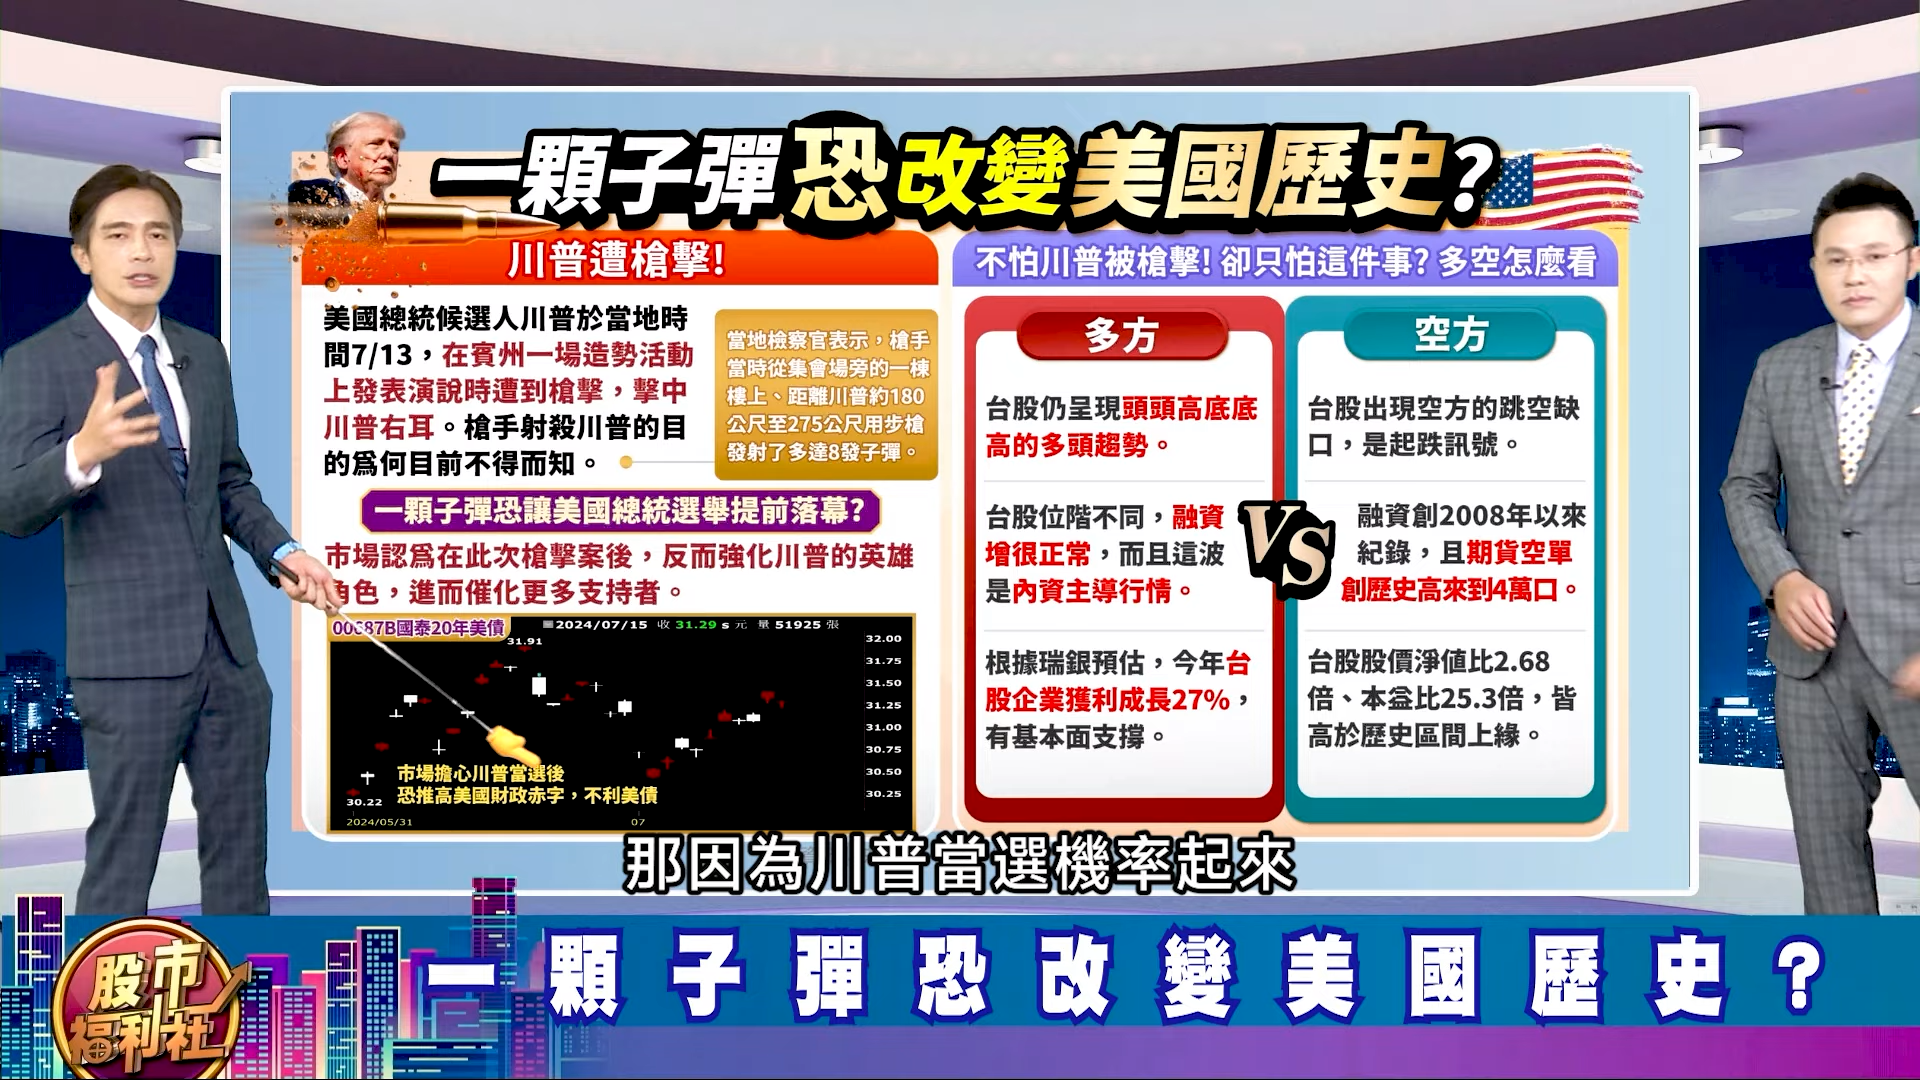 一顆子彈恐改變美國歷史?
川普遭槍擊!
美國總統候選人川普於當地時
間7/13，在賓州一場造勢活動
上發表演說時遭到槍擊，擊中
川普右耳。槍手射殺川普的目
的為何目前不得而知。
當地檢察官表示，槍手
當時從集會場旁的一棟
樓上、距離川普約180
公尺至275公尺用步槍
發射了多達8發子彈。
一顆子彈恐讓美國總統選舉提前落幕?
市場認為在此次槍擊案後，反而強化川普的英雄
角色，進而催化更多支持者。
00687B國泰20年美債
2024/07/15 收 31.29 s 元 量 51925 張
31.91
32.00
31.75
31.50
31.25
31.00
30.75
30.50
30.25
市場擔心川普當選後
恐推高美國財政赤字，不利美債
30.22
2024/05/31
07
不怕川普被槍擊! 卻只怕這件事? 多空怎麼看
多方
台股仍呈現頭頭高底底
高的多頭趨勢。
台股位階不同，融資
增很正常，而且這波
是內資主導行情。
根據瑞銀預估，今年台
股企業獲利成長27%，
有基本面支撐。
VS
空方
台股出現空方的跳空缺
口，是起跌訊號。
融資創2008年以來
紀錄，且期貨空單
創歷史高來到4萬口。
台股股價淨值比2.68
倍、本益比25.3倍，皆
高於歷史區間上緣。
那因為川普當選機率起來
股市
福利社
一顆子彈恐改變美國歷史?